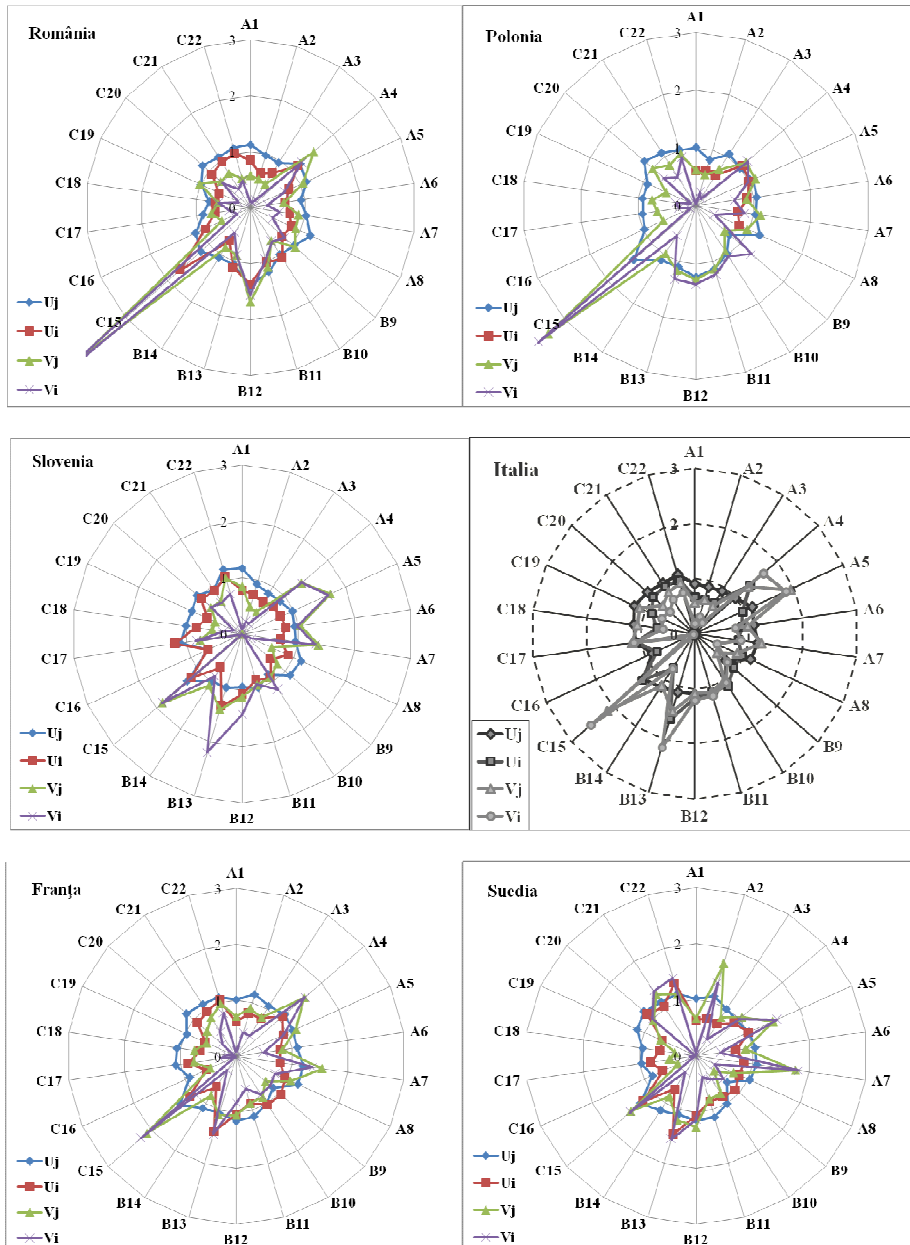 România
A1
A2
A3
A4
A5
A6
A7
A8
B9
B10
B11
B12
B13
B14
C15
C16
C17
C18
C19
C20
C21
C22
3
2
1
0
Uj
Ui
Vj
Vi
Polonia
A1
A2
A3
A4
A5
A6
A7
A8
B9
B10
B11
B12
B13
B14
C15
C16
C17
C18
C19
C20
C21
C22
3
2
1
0
Uj
Ui
Vj
Vi
Slovenia
A1
A2
A3
A4
A5
A6
A7
A8
B9
B10
B11
B12
B13
B14
C15
C16
C17
C18
C19
C20
C21
C22
3
2
1
0
Uj
Ui
Vj
Vi
Italia
A1
A2
A3
A4
A5
A6
A7
A8
B9
B10
B11
B12
B13
B14
C15
C16
C17
C18
C19
C20
C21
C22
3
2
1
0
Uj
Ui
Vj
Vi
Franţa
A1
A2
A3
A4
A5
A6
A7
A8
B9
B10
B11
B12
B13
B14
C15
C16
C17
C18
C19
C20
C21
C22
3
2
1
0
Uj
Ui
Vj
Vi
Suedia
A1
A2
A3
A4
A5
A6
A7
A8
B9
B10
B11
B12
B13
B14
C15
C16
C17
C18
C19
C20
C21
C22
3
2
1
0
Uj
Ui
Vj
Vi